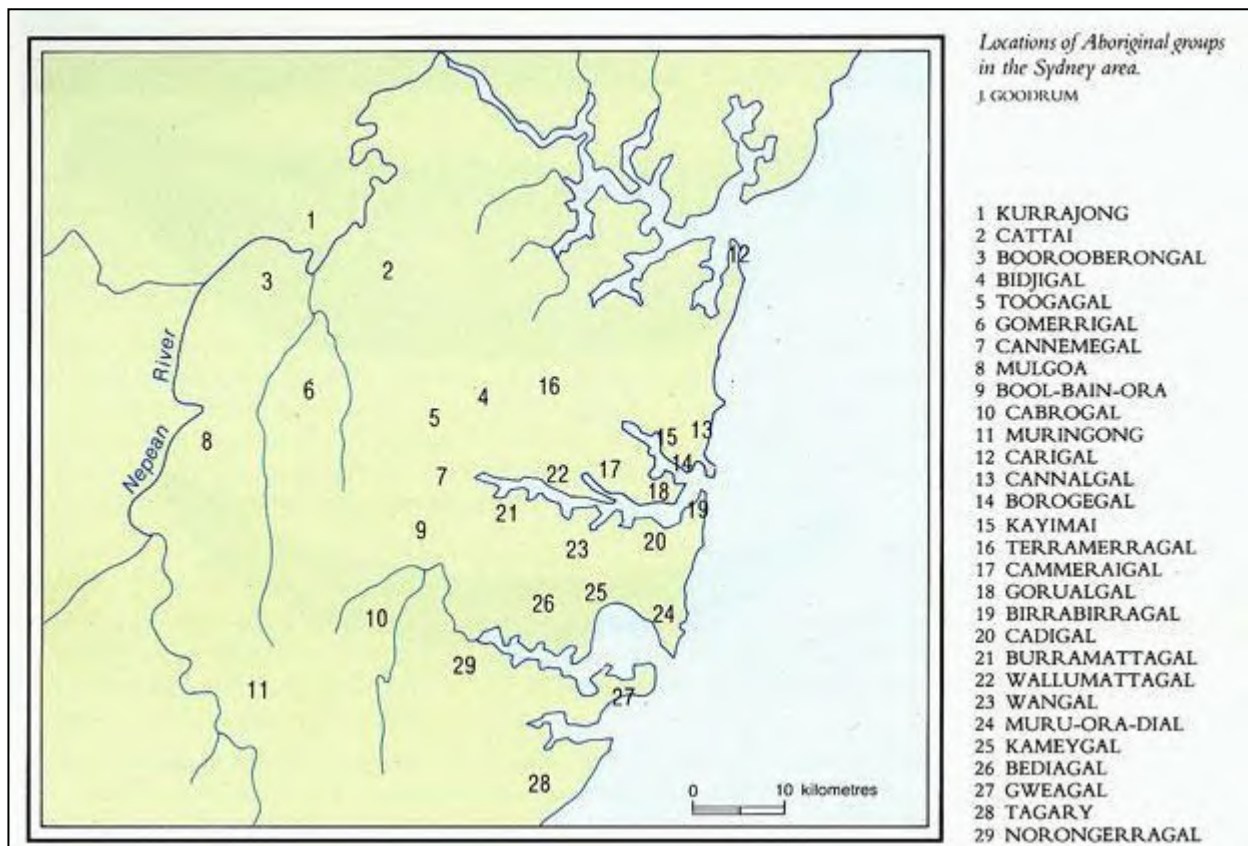 Locations of Aboriginal groups
in the Sydney area.
J. GOODRUM
1 KURRAJONG
2 CATTAI
3 BOOROOBERONGAL
4 BIDJIGAL
5 TOOGAGAL
6 GOMERRIGAL
7 CANNEMEGAL
8 MULGOA
9 BOOL-BAIN-ORA
10 CABROGAL
11 MURINGONG
12 CARIGAL
13 CANNALGAL
14 BOROGEGAL
15 KAYIMAI
16 TERRAMERRAGAL
17 CAMMERAIGAL
18 GORUALGAL
19 BIRRABIRRAGAL
20 CADIGAL
21 BURRAMATTAGAL
22 WALLUMATTAGAL
23 WANGAL
24 MURU-ORA-DIAL
25 KAMEYGAL
26 BEDIAGAL
27 GWEAGAL
28 TAGARY
29 NORONGERRAGAL
1
2
3
12
River
6
4
16
5
8
15
13
14
Nepean
7
22
17
18
21
19
9
23
20
10
26
25
24
29
11
27
28
0 10 kilometres